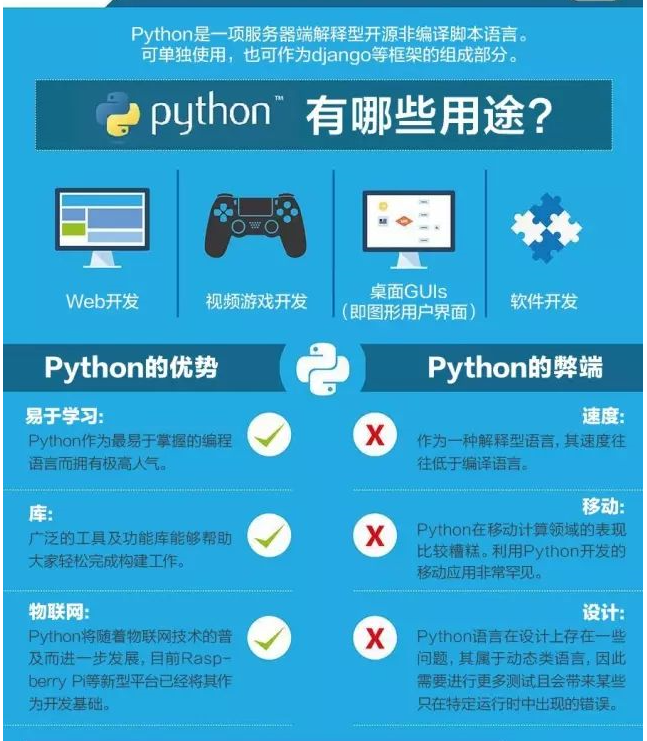 Python是一项服务器端解释型开源非编译脚本语言。
可单独使用，也可作为django等框架的组成部分。
python™ 有哪些用途？
Web开发
视频游戏开发
桌面GUIs
（即图形用户界面）
软件开发
Python的优势
Python的弊端
易于学习:
Python作为最易于掌握的编程
语言而拥有极高人气。
速度:
作为一种解释型语言，其速度往
往低于编译语言。
库:
广泛的工具及功能库能够帮助
大家轻松完成构建工作。
移动:
Python在移动计算领域的表现
比较糟糕。利用Python开发的
移动应用非常罕见。
物联网:
Python将随着物联网技术的普
及而进一步发展，目前Rasp-
berry Pi等新型平台已经将其作
为开发基础。
设计:
Python语言在设计上存在一些
问题，其属于动态类语言，因此
需要进行更多测试且会带来某些
只在特定运行时中出现的错误。